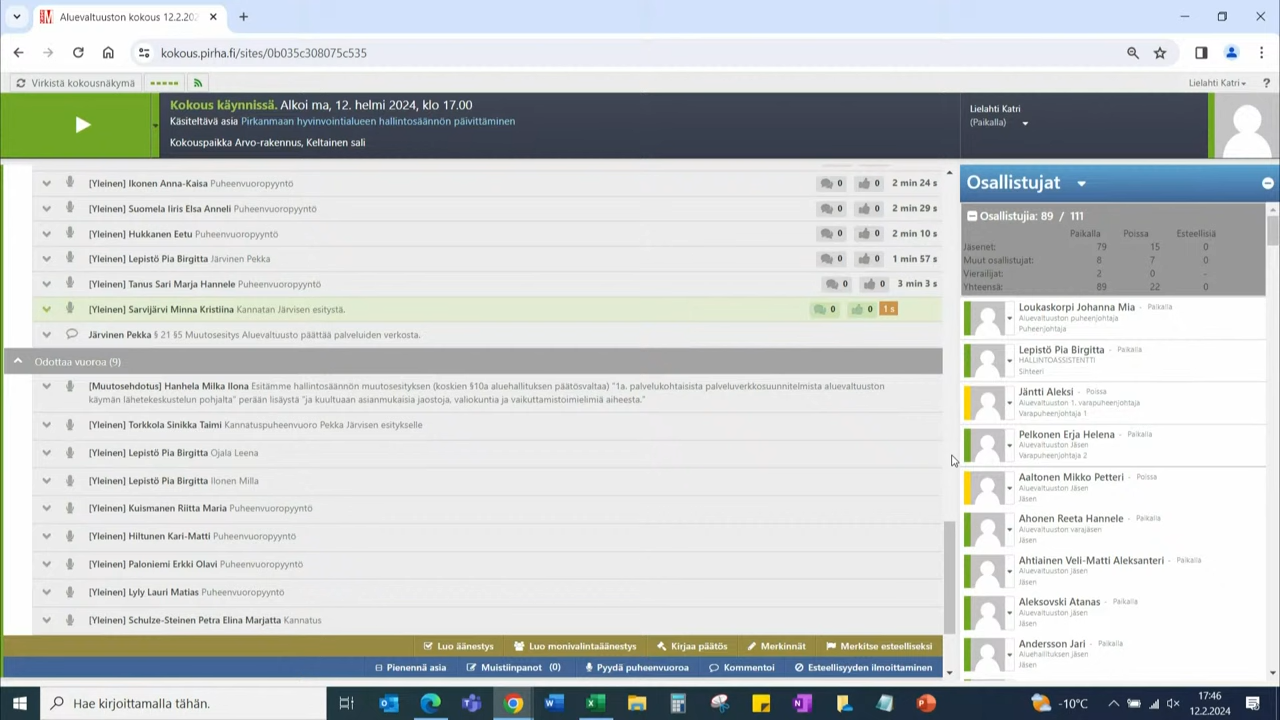 Aluevaltuuston kokous 12.2.202
kokous.pirha.fi/sites/0b035c308075c535
Virkistä kokousnäkymä
Lielahti Katri
?
Kokous käynnissä. Alkoi ma, 12. helmi 2024, klo 17.00
Käsiteltävä asia Pirkanmaan hyvinvointialueen hallintosäännön päivittäminen
Kokouspaikka Arvo-rakennus, Keltainen sali
Lielahti Katri
(Paikalla)
[Yleinen] Ikonen Anna-Kaisa Puheenvuoropyyntö 0 0 2 min 24 s
[Yleinen] Suomela Iiris Elsa Anneli Puheenvuoropyyntö 0 0 2 min 29 s
[Yleinen] Hukkanen Eetu Puheenvuoropyyntö 0 0 2 min 10 s
[Yleinen] Lepistö Pia Birgitta Järvinen Pekka 0 0 1 min 57 s
[Yleinen] Tanus Sari Marja Hannele Puheenvuoropyyntö 0 0 3 min 3 s
[Yleinen] Sarvijärvi Minna Kristiina Kannatan Järvisen esitystä. 0 0 1 s
Järvinen Pekka § 21 §5 Muutosesitys Aluevaltuusto päättää palveluiden verkosta.
Odottaa vuoroa (9)
[Muutosehdotus] Hanhela Milka Ilona Esitämme hallintosäännön muutosesityksen (koskien §10a aluehallituksen päätösvaltaa) "1a. palvelukohtaisista palveluverkkosuunnitelmista aluevaltuuston
käymän lähetekeskustelun pohjalta" perään lisäystä "ja kuultuaan asianomaisia jaostoja, valiokuntia ja vaikuttamistoimielimiä aiheesta."
[Yleinen] Torkkola Sinikka Taimi Kannatuspuheenvuoro Pekka Järvisen esitykselle
[Yleinen] Lepistö Pia Birgitta Ojala Leena
[Yleinen] Lepistö Pia Birgitta Ilonen Milla
[Yleinen] Kuismanen Riitta Maria Puheenvuoropyyntö
[Yleinen] Hiltunen Kari-Matti Puheenvuoropyyntö
[Yleinen] Paloniemi Erkki Olavi Puheenvuoropyyntö
[Yleinen] Lyly Lauri Matias Puheenvuoropyyntö
[Yleinen] Schulze-Steinen Petra Elina Marjatta Kannatus
Luo äänestys Luo monivalintaäänestys Kirjaa päätös Merkinnät Merkitse esteelliseksi
Pienennä asia Muistiinpanot (0) Pyydä puheenvuoroa Kommentoi Esteellisyyden ilmoittaminen
Osallistujat
Osallistujia: 89 / 111
Paikalla Poissa Esteellisiä
Jäsenet: 79 15 0
Muut osallistujat: 8 7 0
Vierailijat: 2 0 -
Yhteensä: 89 22 0
Loukaskorpi Johanna Mia - Paikalla
Aluevaltuuston puheenjohtaja
Puheenjohtaja
Lepistö Pia Birgitta - Paikalla
HALLINTOASSISTENTTI
Sihteeri
Jäntti Aleksi - Poissa
Aluevaltuuston 1. varapuheenjohtaja
Varapuheenjohtaja 1
Pelkonen Erja Helena - Paikalla
Aluevaltuuston Jäsen
Varapuheenjohtaja 2
Aaltonen Mikko Petteri - Poissa
Aluevaltuuston Jäsen
Jäsen
Ahonen Reeta Hannele - Paikalla
Aluevaltuuston varajäsen
Jäsen
Ahtiainen Veli-Matti Aleksanteri - Paikalla
Aluevaltuuston jäsen
Jäsen
Aleksovski Atanas - Paikalla
Aluevaltuuston jäsen
Jäsen
Andersson Jari - Paikalla
Aluehallituksen jäsen
Jäsen
Hae kirjoittamalla tähän.
-10°C
17:46
12.2.2024